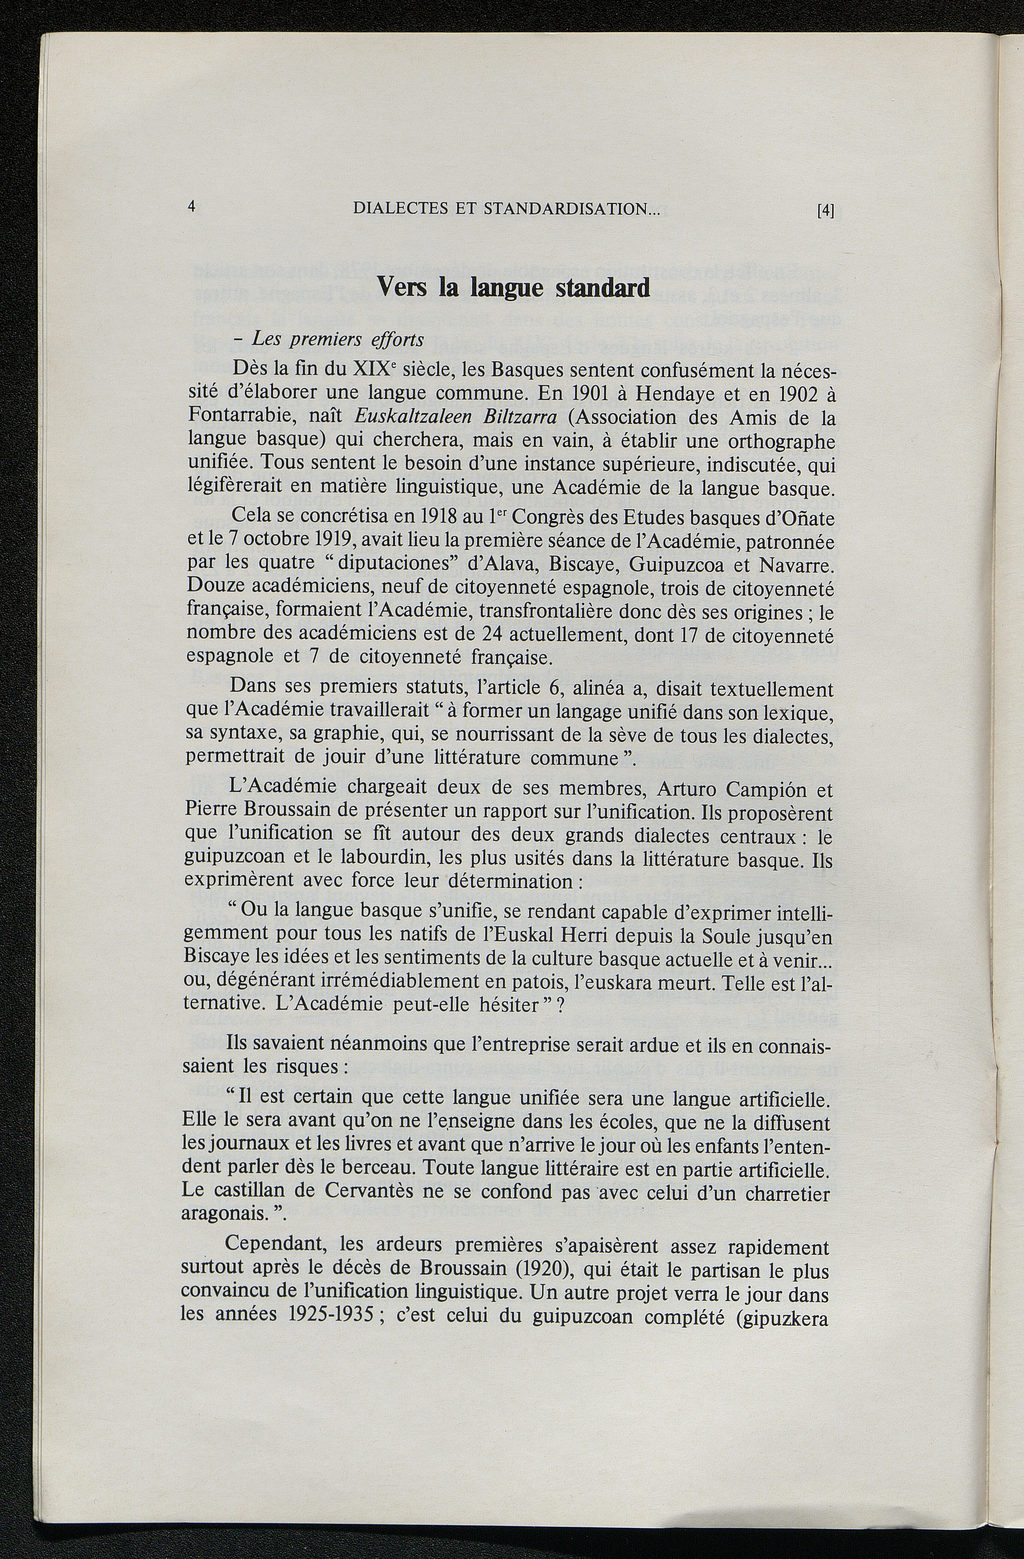 4 DIALECTES ET STANDARDISATION... [4]
Vers la langue standard
– Les premiers efforts
Dès la fin du XIXe siècle, les Basques sentent confusément la néces-
sité d'élaborer une langue commune. En 1901 à Hendaye et en 1902 à
Fontarrabie, naît Euskaltzaleen Biltzarra (Association des Amis de la
langue basque) qui cherchera, mais en vain, à établir une orthographe
unifiée. Tous sentent le besoin d'une instance supérieure, indiscutée, qui
légifèrerait en matière linguistique, une Académie de la langue basque.
Cela se concrétisa en 1918 au 1er Congrès des Etudes basques d'Oñate
et le 7 octobre 1919, avait lieu la première séance de l'Académie, patronnée
par les quatre “ diputaciones” d'Alava, Biscaye, Guipuzcoa et Navarre.
Douze académiciens, neuf de citoyenneté espagnole, trois de citoyenneté
française, formaient l'Académie, transfrontalière donc dès ses origines ; le
nombre des académiciens est de 24 actuellement, dont 17 de citoyenneté
espagnole et 7 de citoyenneté française.
Dans ses premiers statuts, l'article 6, alinéa a, disait textuellement
que l'Académie travaillerait “ à former un langage unifié dans son lexique,
sa syntaxe, sa graphie, qui, se nourrissant de la sève de tous les dialectes,
permettrait de jouir d'une littérature commune ”.
L'Académie chargeait deux de ses membres, Arturo Campión et
Pierre Broussain de présenter un rapport sur l'unification. Ils proposèrent
que l'unification se fît autour des deux grands dialectes centraux : le
guipuzcoan et le labourdin, les plus usités dans la littérature basque. Ils
exprimèrent avec force leur détermination :
“ Ou la langue basque s'unifie, se rendant capable d'exprimer intelli-
gemment pour tous les natifs de l'Euskal Herri depuis la Soule jusqu'en
Biscaye les idées et les sentiments de la culture basque actuelle et à venir...
ou, dégénérant irrémédiablement en patois, l'euskara meurt. Telle est l'al-
ternative. L'Académie peut-elle hésiter ” ?
Ils savaient néanmoins que l'entreprise serait ardue et ils en connais-
saient les risques :
“ Il est certain que cette langue unifiée sera une langue artificielle.
Elle le sera avant qu'on ne l'enseigne dans les écoles, que ne la diffusent
les journaux et les livres et avant que n'arrive le jour où les enfants l'enten-
dent parler dès le berceau. Toute langue littéraire est en partie artificielle.
Le castillan de Cervantès ne se confond pas avec celui d'un charretier
aragonais. ”.
Cependant, les ardeurs premières s'apaisèrent assez rapidement
surtout après le décès de Broussain (1920), qui était le partisan le plus
convaincu de l'unification linguistique. Un autre projet verra le jour dans
les années 1925-1935 ; c'est celui du guipuzcoan complété (gipuzkera